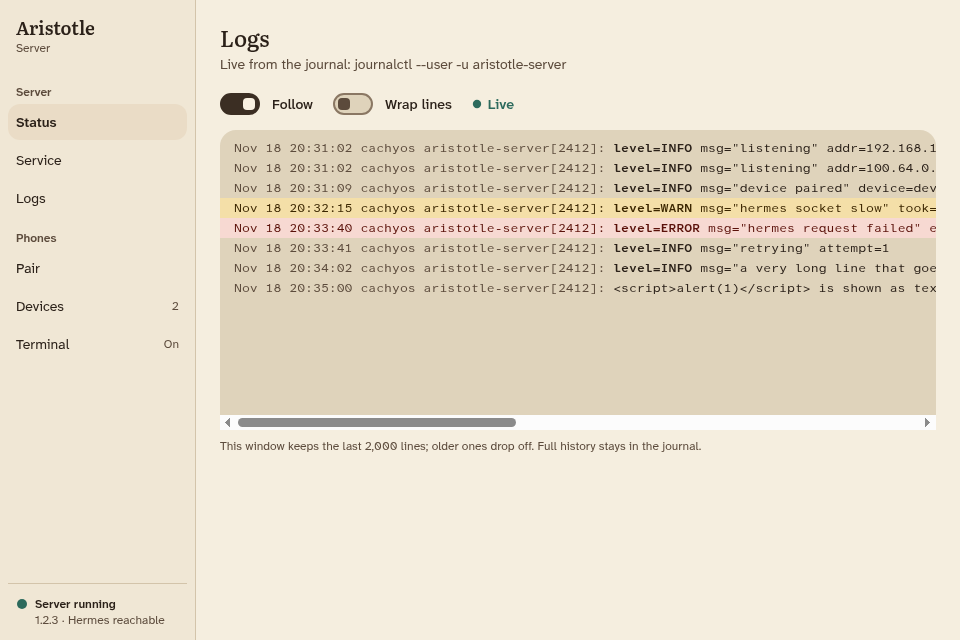 Aristotle
Server
Server
Status
Service
Logs
Phones
Pair
Devices 2
Terminal On
Server running
1.2.3 · Hermes reachable
Logs
Live from the journal: journalctl --user -u aristotle-server
Follow Wrap lines Live
Nov 18 20:31:02 cachyos aristotle-server[2412]: level=INFO msg="listening" addr=192.168.1
Nov 18 20:31:02 cachyos aristotle-server[2412]: level=INFO msg="listening" addr=100.64.0.
Nov 18 20:31:09 cachyos aristotle-server[2412]: level=INFO msg="device paired" device=dev
Nov 18 20:32:15 cachyos aristotle-server[2412]: level=WARN msg="hermes socket slow" took=
Nov 18 20:33:40 cachyos aristotle-server[2412]: level=ERROR msg="hermes request failed" e
Nov 18 20:33:41 cachyos aristotle-server[2412]: level=INFO msg="retrying" attempt=1
Nov 18 20:34:02 cachyos aristotle-server[2412]: level=INFO msg="a very long line that goe
Nov 18 20:35:00 cachyos aristotle-server[2412]: <script>alert(1)</script> is shown as tex
This window keeps the last 2,000 lines; older ones drop off. Full history stays in the journal.